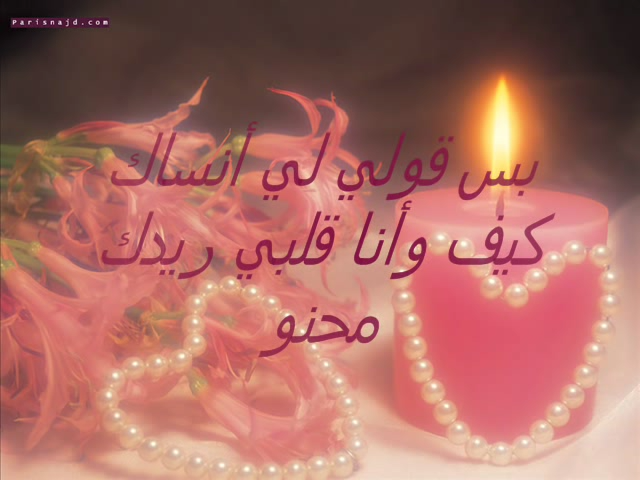 Parisnajd.com
بس قولي لي أنساك
كيف وأنا قلبي ريدك
محنو